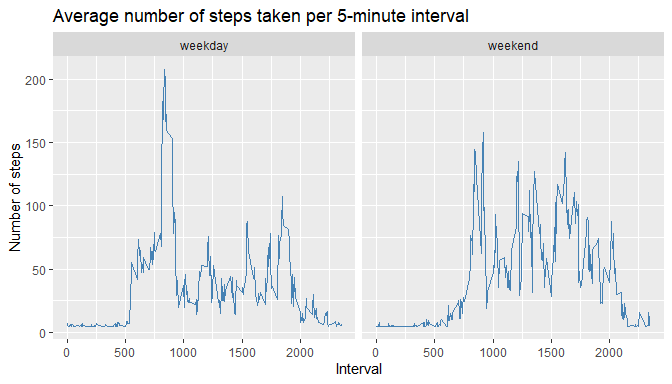 Average number of steps taken per 5-minute interval
weekday weekend
200
150
100
50
0
Number of steps
0 500 1000 1500 2000 0 500 1000 1500 2000
Interval